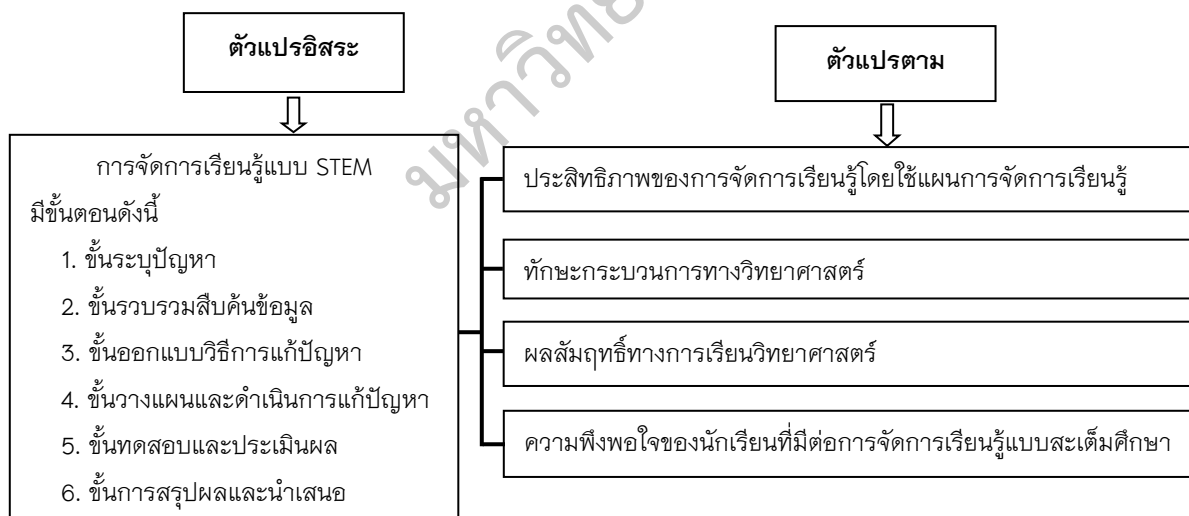 ตัวแปรอิสระ
ตัวแปรตาม
การจัดการเรียนรู้แบบ STEM
มีขั้นตอนดังนี้
1. ขั้นระบุปัญหา
2. ขั้นรวบรวมสืบค้นข้อมูล
3. ขั้นออกแบบวิธีการแก้ปัญหา
4. ขั้นวางแผนและดำเนินการแก้ปัญหา
5. ขั้นทดสอบและประเมินผล
6. ขั้นการสรุปผลและนำเสนอ
ประสิทธิภาพของการจัดการเรียนรู้โดยใช้แผนการจัดการเรียนรู้
ทักษะกระบวนการทางวิทยาศาสตร์
ผลสัมฤทธิ์ทางการเรียนวิทยาศาสตร์
ความพึงพอใจของนักเรียนที่มีต่อการจัดการเรียนรู้แบบสะเต็มศึกษา